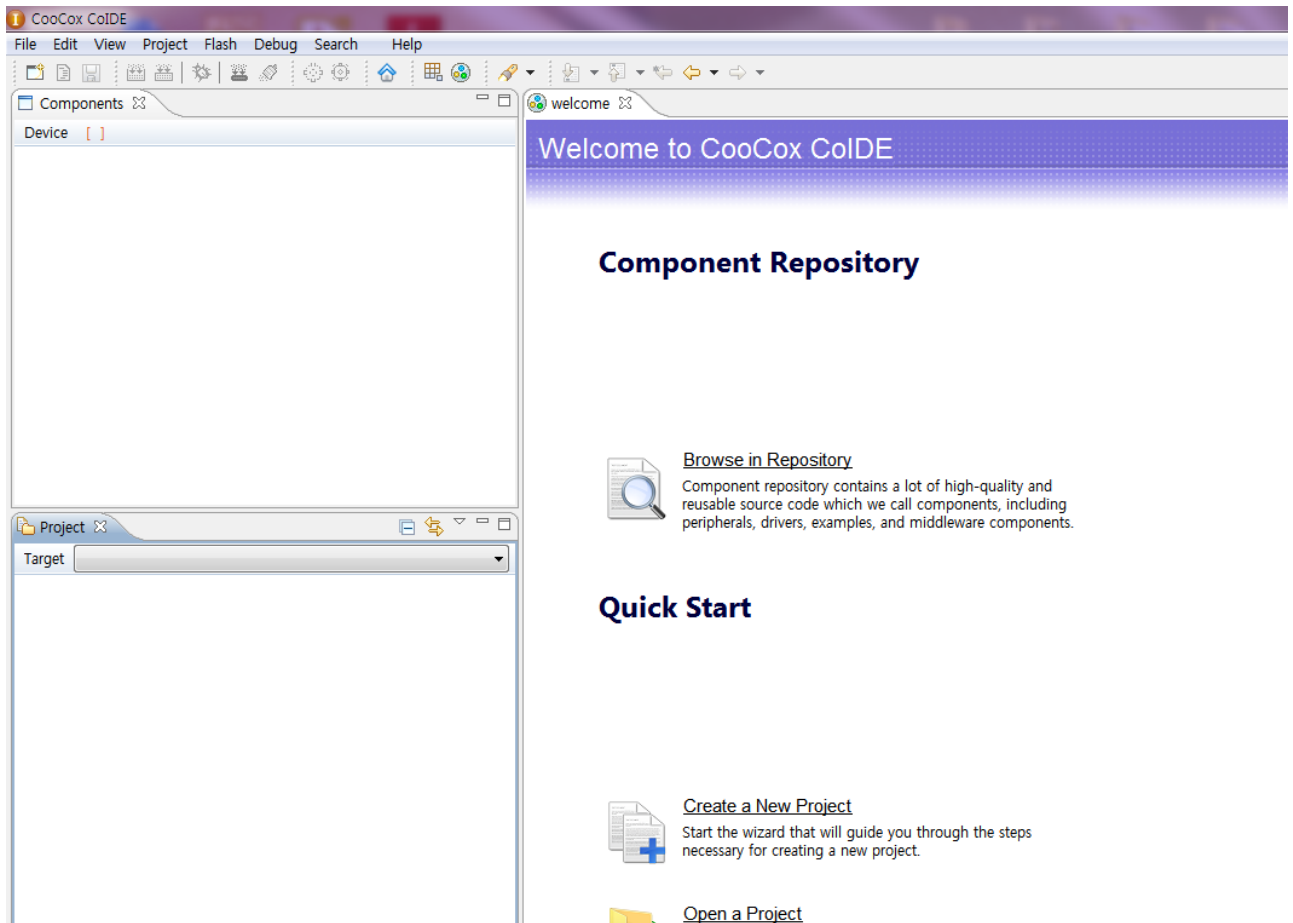 CooCox CoIDE
File Edit View Project Flash Debug Search Help
Components
Device [ ]
Project
Target
welcome
Welcome to CooCox CoIDE
Component Repository
Browse in Repository
Component repository contains a lot of high-quality and
reusable source code which we call components, including
peripherals, drivers, examples, and middleware components.
Quick Start
Create a New Project
Start the wizard that will guide you through the steps
necessary for creating a new project.
Open a Project